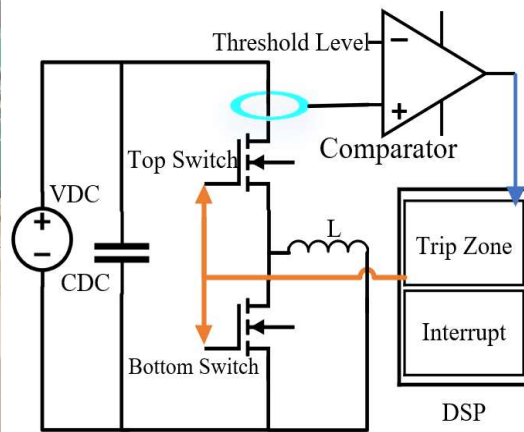 Threshold Level
−
+
Comparator
Top Switch
VDC
+
−
L
Trip Zone
CDC
Interrupt
Bottom Switch
DSP